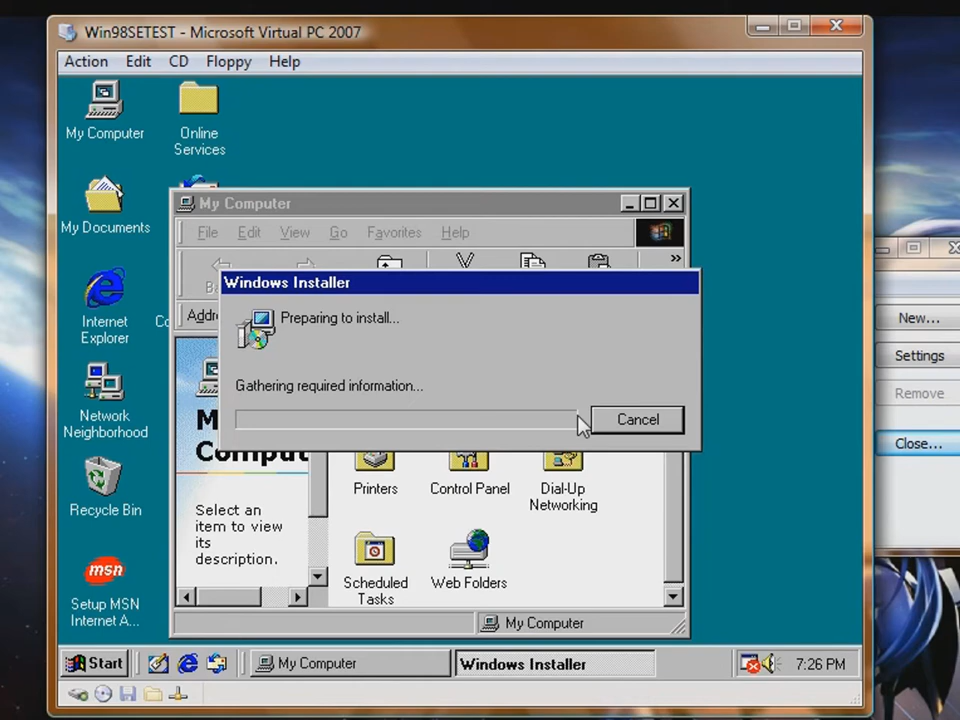 Win98SETEST - Microsoft Virtual PC 2007
Action Edit CD Floppy Help
My Computer
Online
Services
My Documents
Internet
Explorer
Network
Neighborhood
Recycle Bin
msn
Setup MSN
Internet A...
My Computer
File Edit View Go Favorites Help
»
Windows Installer
Preparing to install...
Gathering required information...
Cancel
Select an
item to view
its
description.
Printers
Control Panel
Dial-Up
Networking
Scheduled
Tasks
Web Folders
My Computer
New...
Settings
Remove
Close...
Start
My Computer
Windows Installer
7:26 PM